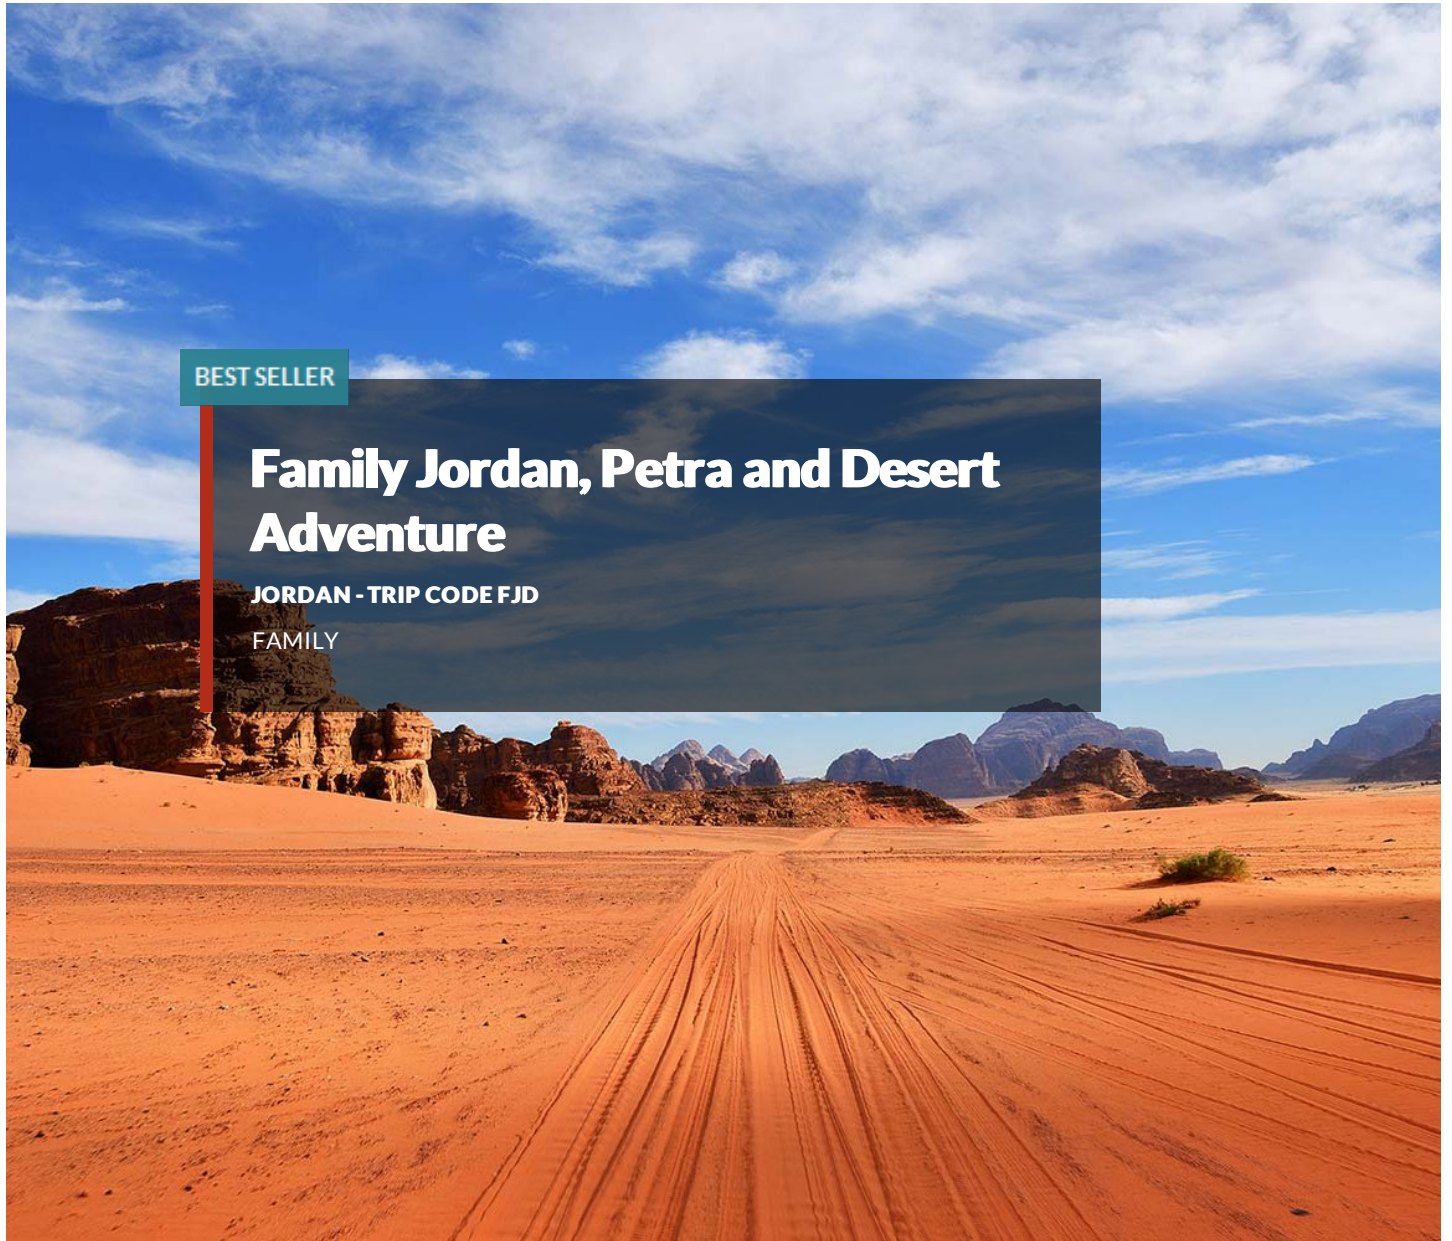 BEST SELLER
Family Jordan, Petra and Desert
Adventure
JORDAN - TRIP CODE FJD
FAMILY